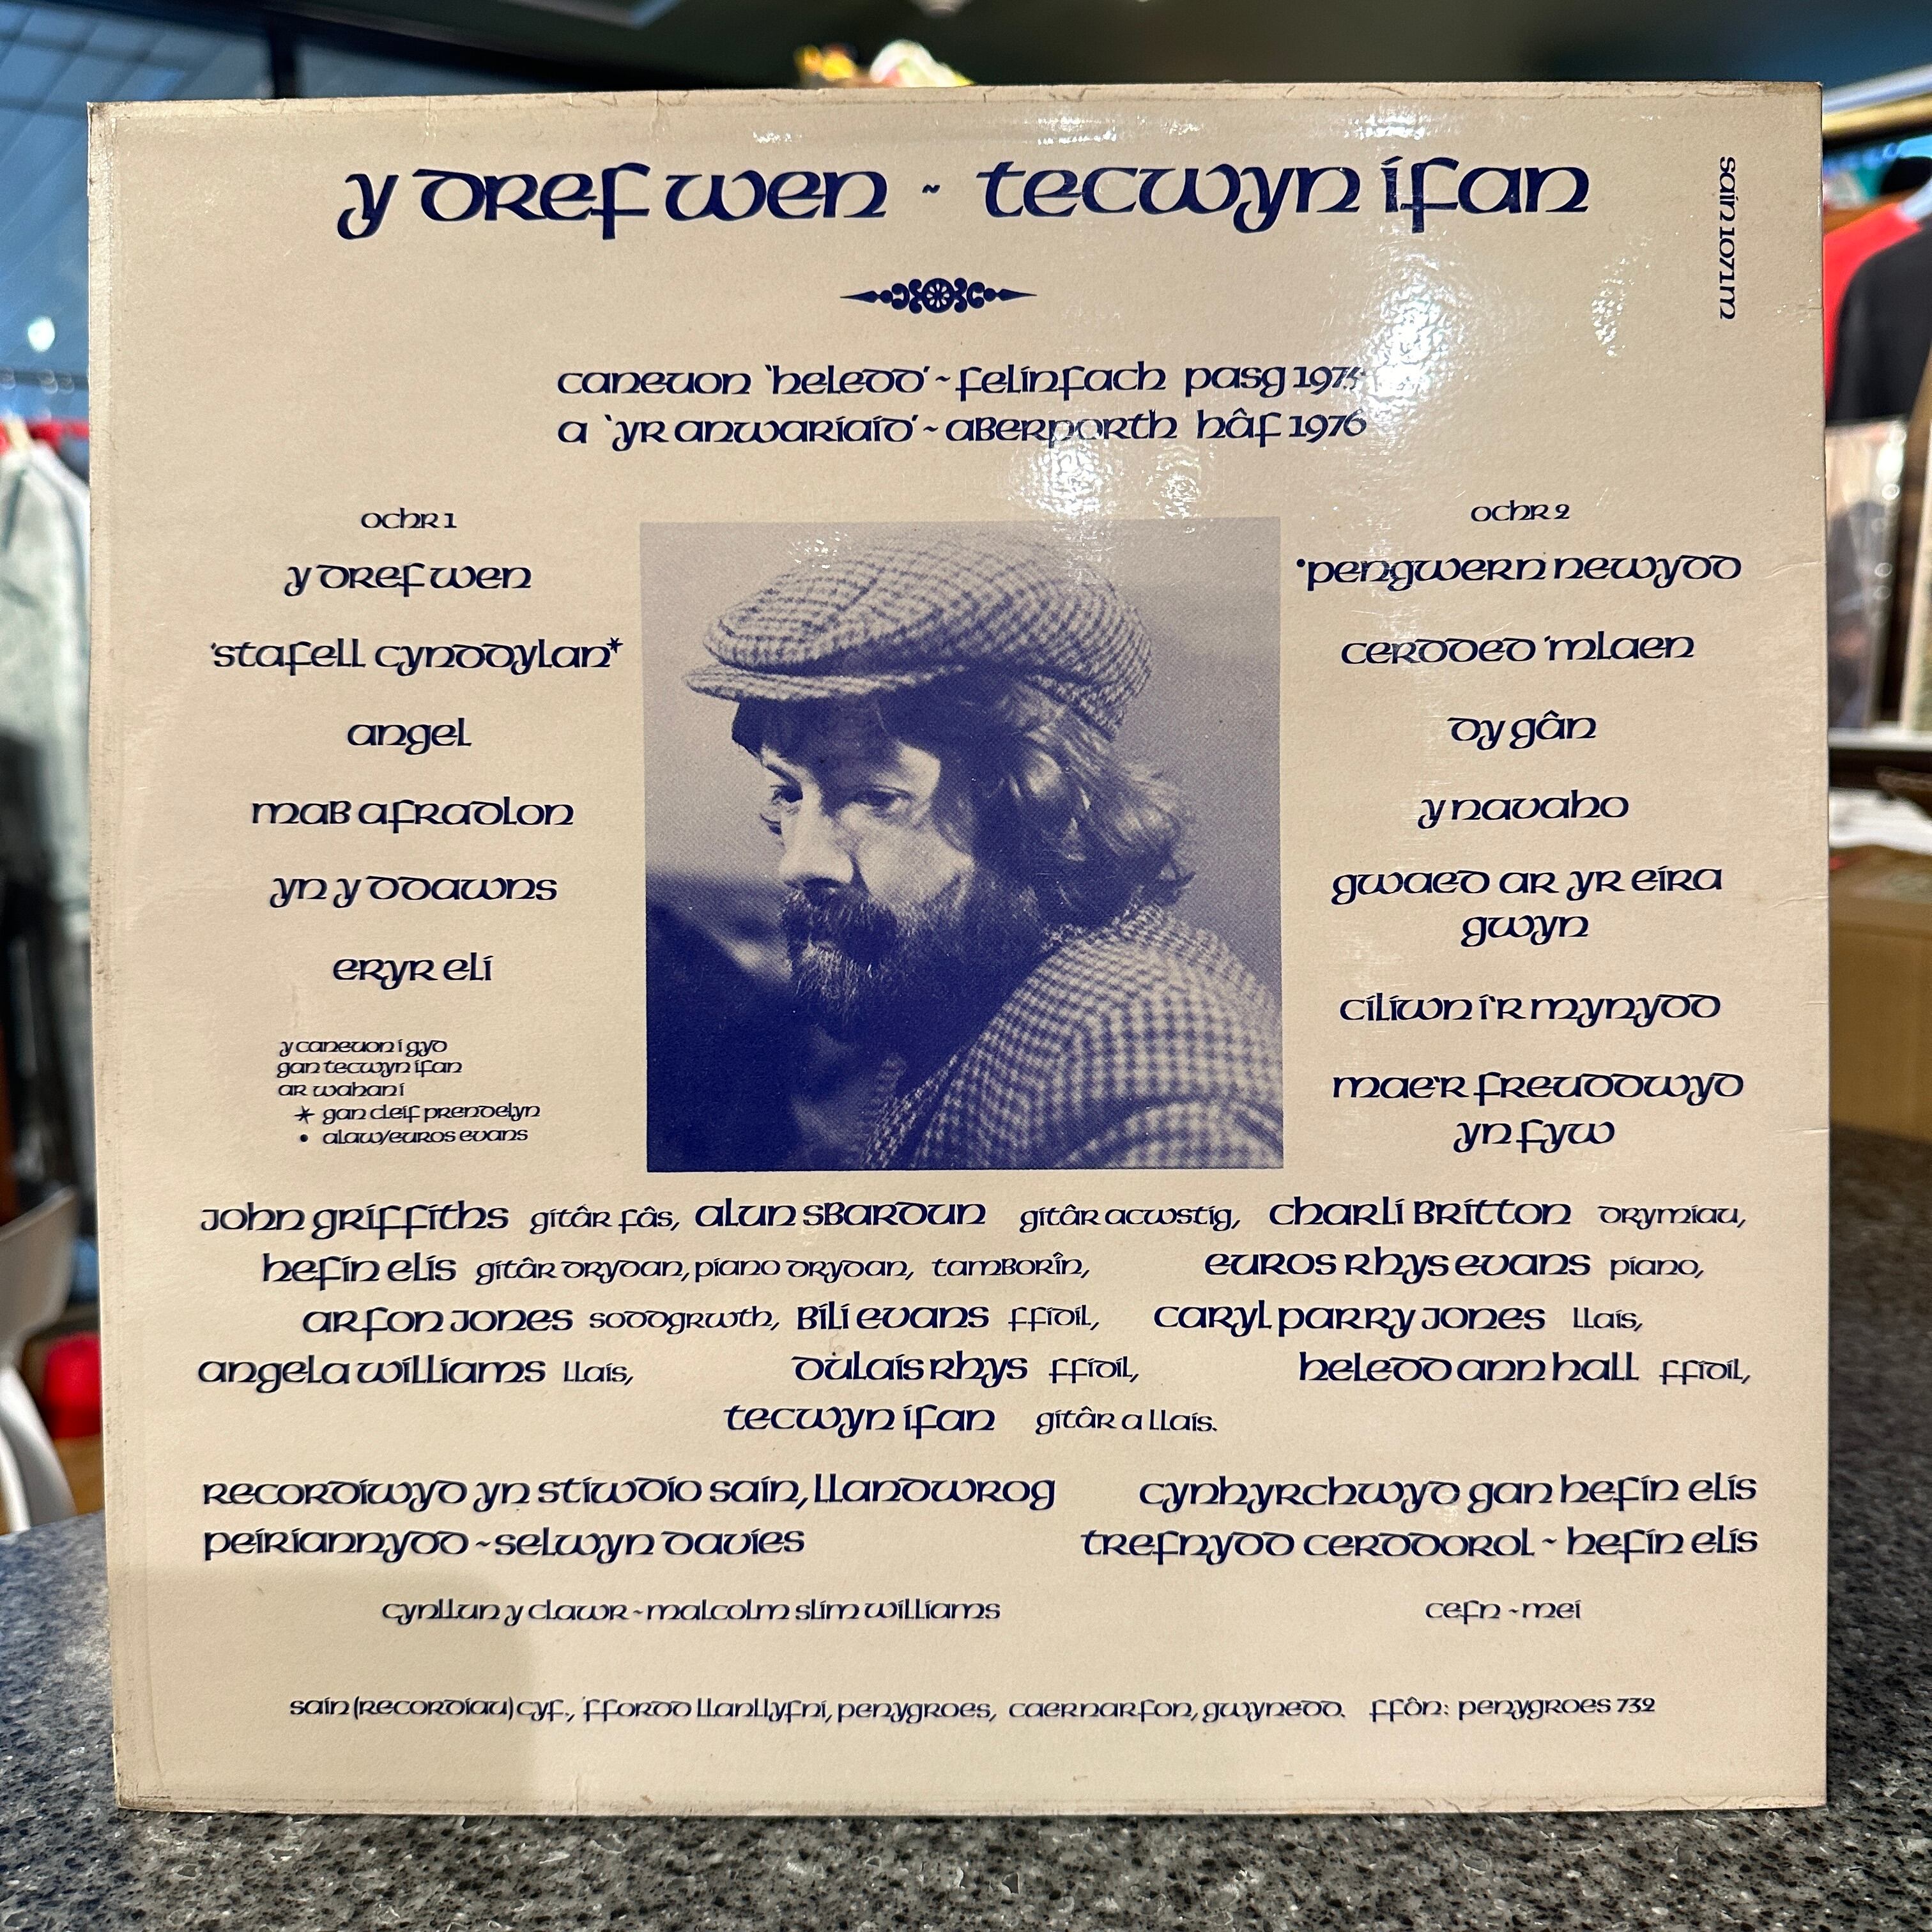 y dref wen ~ tecwyn ifan
sain 1071m
caneuon 'heledd' ~ felinfach pasg
a 'yr anwariaid' ~ aberporth hâf 1976
ochr 1
y dref wen
'stafell cynddylan*
angel
mab afradlon
yn y ddawns
eryr eli
y caneuon i gyd
gan tecwyn ifan
ar wahan i
* gan cleif prendelyn
• alaw/euros evans
ochr 2
•pengwern newydd
cerdded 'mlaen
dy gân
y navaho
gwaed ar yr eira
gwyn
ciliwn i'r mynydd
mae'r freuddwyd
yn fyw
john griffiths gitâr fâs, alun sbardun gitâr acwstig, charli britton drymiau,
hefin elis gitâr drydan, piano drydan, tamborîn, euros rhys evans piano,
arfon jones soddgrwth, bili evans ffidil, caryl parry jones llais,
angela williams llais, dulais rhys ffidil, heledd ann hall ffidil,
tecwyn ifan gitâr a llais.
recordiwyd yn stiwdio sain, llandwrog cynhyrchwyd gan hefin elis
peiriannydd ~ selwyn davies trefnydd cerddorol ~ hefin elis
cynllun y clawr ~ malcolm slim williams cefn ~ mei
sain (recordiau) cyf., ffordd llanllyfni, penygroes, caernarfon, gwynedd. ffôn: penygroes 732